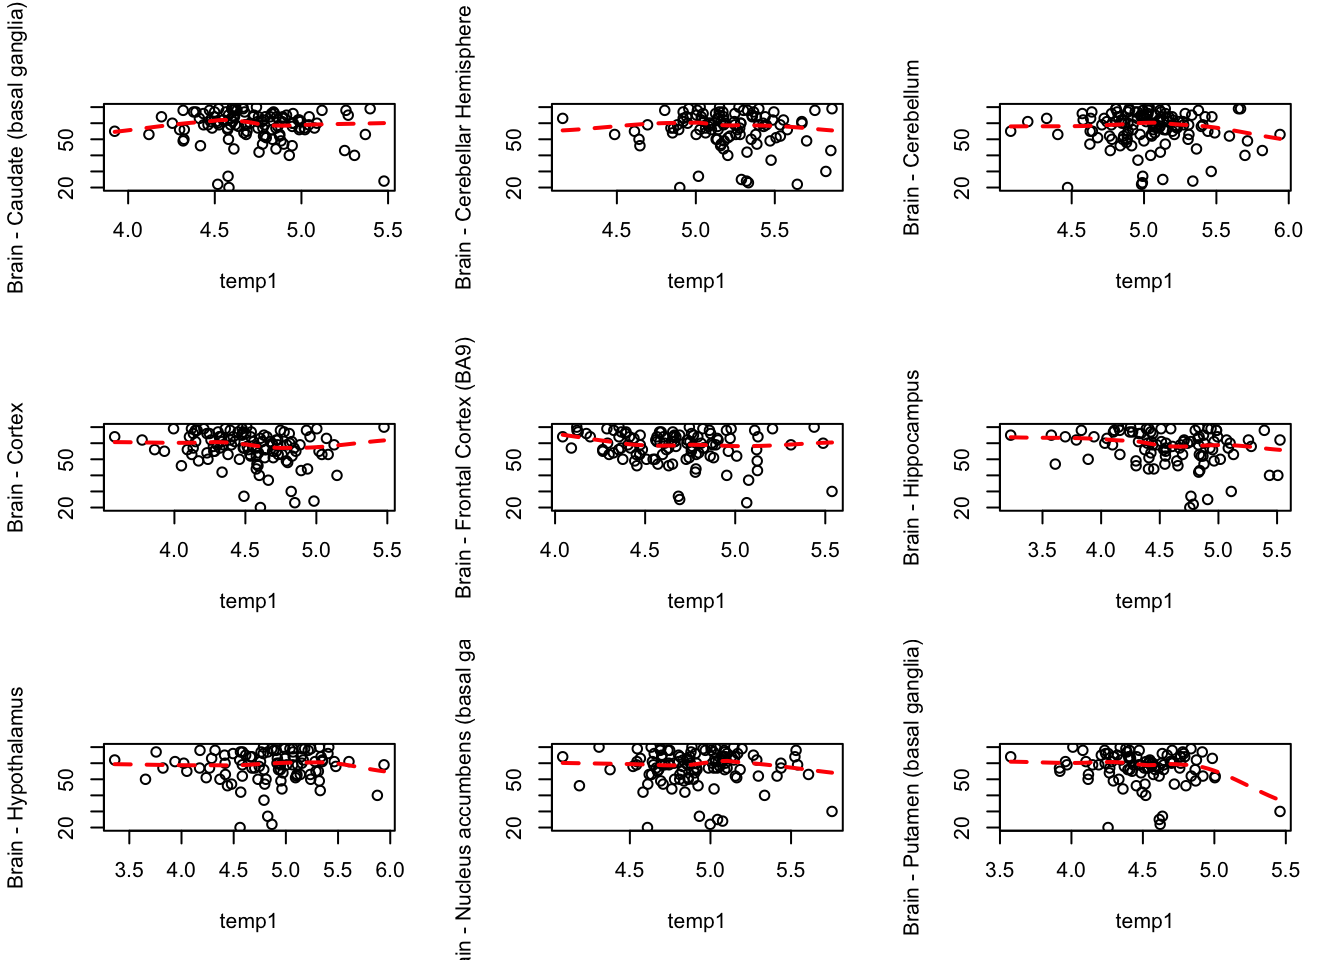 Brain - Caudate (basal ganglia)
50
20
4.0 4.5 5.0 5.5
temp1
Brain - Cerebellar Hemisphere
50
20
4.5 5.0 5.5
temp1
Brain - Cerebellum
50
20
4.5 5.0 5.5 6.0
temp1
Brain - Cortex
50
20
4.0 4.5 5.0 5.5
temp1
Brain - Frontal Cortex (BA9)
50
20
4.0 4.5 5.0 5.5
temp1
Brain - Hippocampus
50
20
3.5 4.0 4.5 5.0 5.5
temp1
Brain - Hypothalamus
50
20
3.5 4.0 4.5 5.0 5.5 6.0
temp1
ain - Nucleus accumbens (basal ga
50
20
4.5 5.0 5.5
temp1
Brain - Putamen (basal ganglia)
50
20
3.5 4.0 4.5 5.0 5.5
temp1